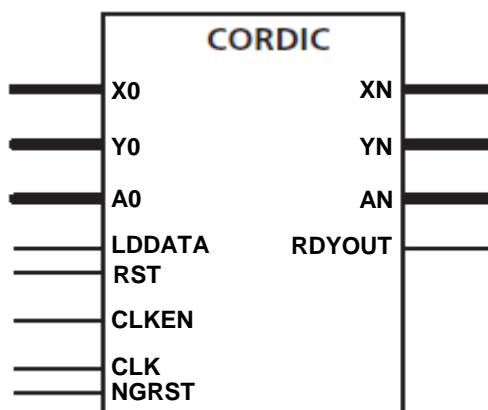 CORDIC
X0 XN
Y0 YN
A0 AN
LDDATA RDYOUT
RST
CLKEN
CLK
NGRST